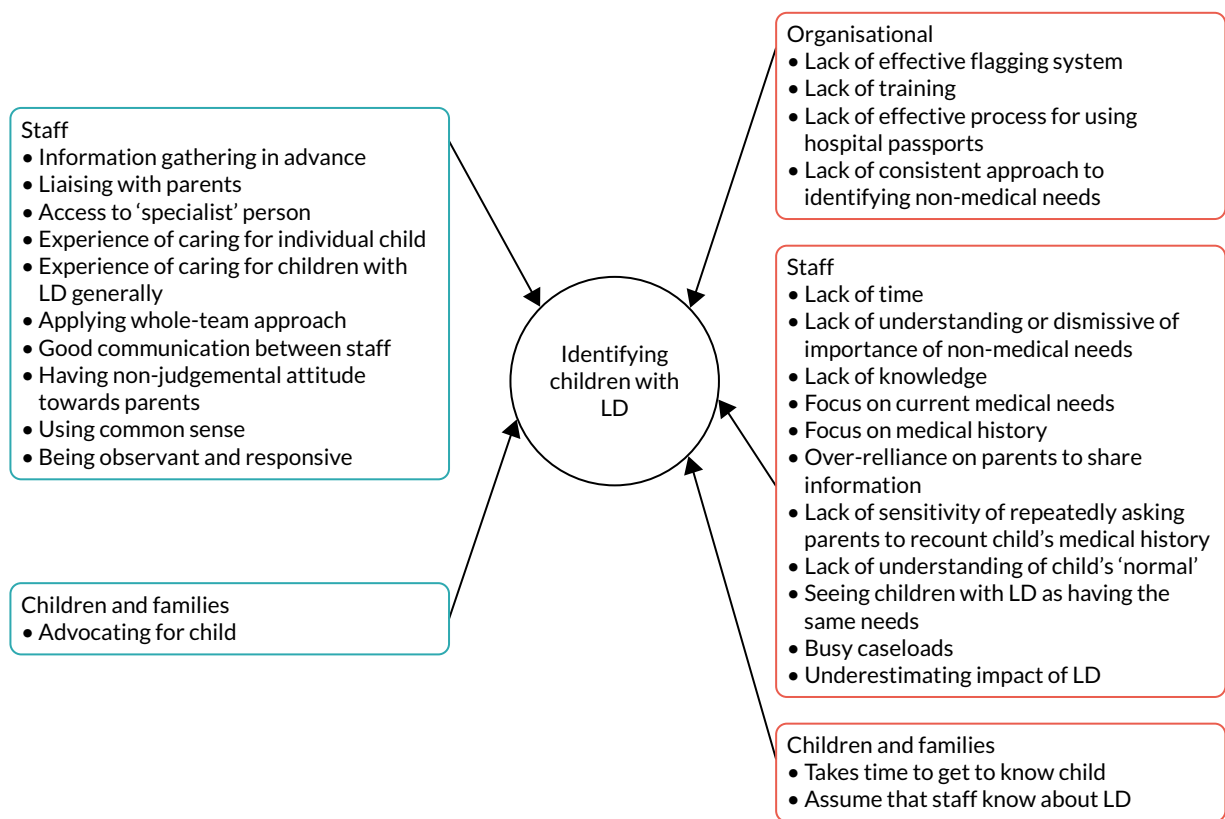 Staff
• Information gathering in advance
• Liaising with parents
• Access to ‘specialist’ person
• Experience of caring for individual child
• Experience of caring for children with
LD generally
• Applying whole-team approach
• Good communication between staff
• Having non-judgemental attitude
towards parents
• Using common sense
• Being observant and responsive
Children and families
• Advocating for child
Identifying
children with
LD
Organisational
• Lack of effective flagging system
• Lack of training
• Lack of effective process for using
hospital passports
• Lack of consistent approach to
identifying non-medical needs
Staff
• Lack of time
• Lack of understanding or dismissive of
importance of non-medical needs
• Lack of knowledge
• Focus on current medical needs
• Focus on medical history
• Over-relliance on parents to share
information
• Lack of sensitivity of repeatedly asking
parents to recount child’s medical history
• Lack of understanding of child’s ‘normal’
• Seeing children with LD as having the
same needs
• Busy caseloads
• Underestimating impact of LD
Children and families
• Takes time to get to know child
• Assume that staff know about LD